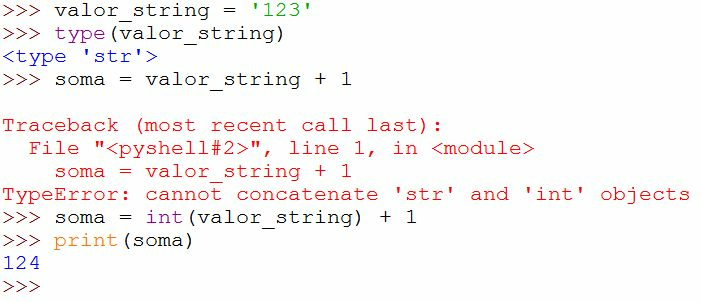 >>> valor_string = '123'
>>> type(valor_string)
<type 'str'>
>>> soma = valor_string + 1
Traceback (most recent call last):
  File "<pyshell#2>", line 1, in <module>
    soma = valor_string + 1
TypeError: cannot concatenate 'str' and 'int' objects
>>> soma = int(valor_string) + 1
>>> print(soma)
124
>>>